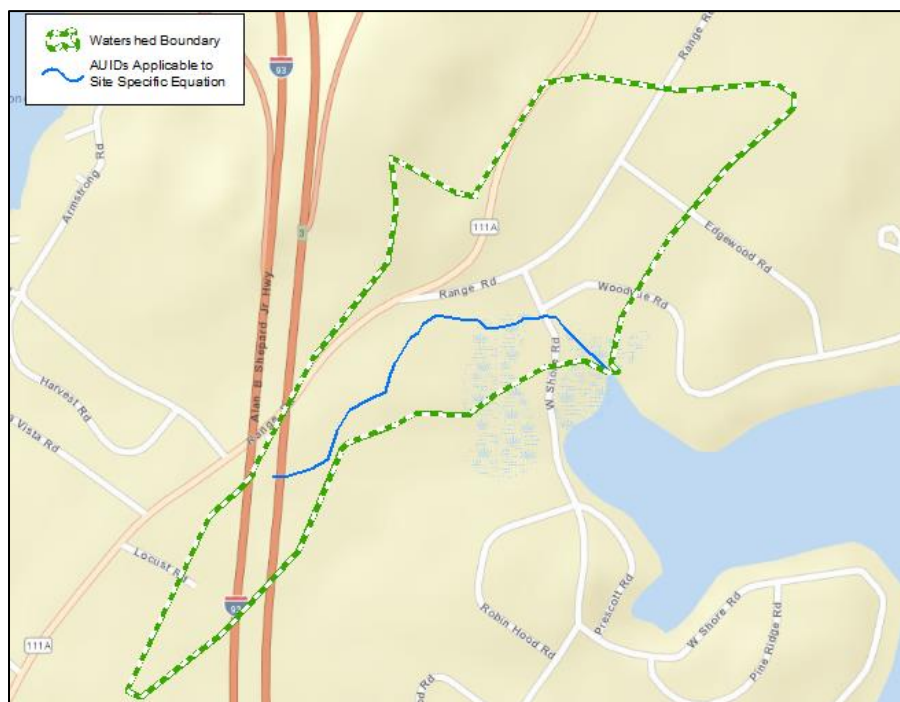 Watershed Boundary
AUIDs Applicable to
Site Specific Equation
93
Range Rd
Armstrong Rd
3
111A
Edgewood Rd
Range Rd
Alan B Shepard Jr Hwy
W Shore Rd
Harvest Rd
Vista Rd
Range
Locust Rd
93
111A
Robin Hood Rd
Prescott Rd
W Shore Rd
Pine Ridge Rd